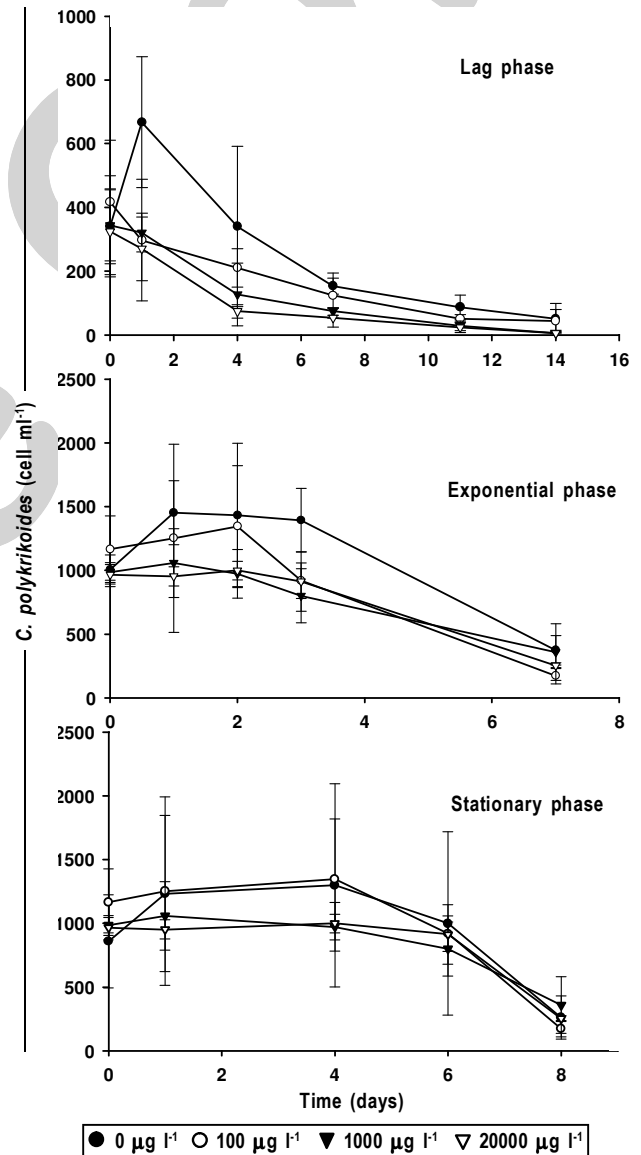 1000
Lag phase
800
600
400
200
0
0 2 4 6 8 10 12 14 16
2500
2000
Exponential phase
1500
1000
500
0
0 2 4 6 8
C. polykrikoides (cell ml-1)
2500
Stationary phase
2000
1500
1000
500
0
0 2 4 6 8
Time (days)
0 µg l-1 100 µg l-1 1000 µg l-1 20000 µg l-1